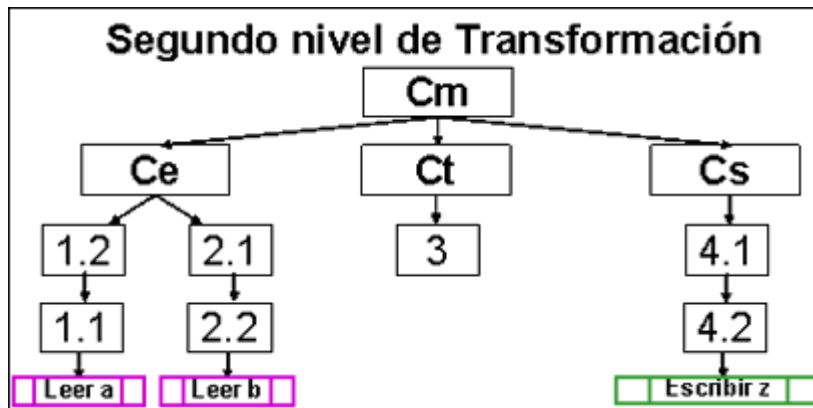 Segundo nivel de Transformación
Cm
Ce Ct Cs
1.2 2.1 3 4.1
1.1 2.2 4.2
Leer a Leer b Escribir z